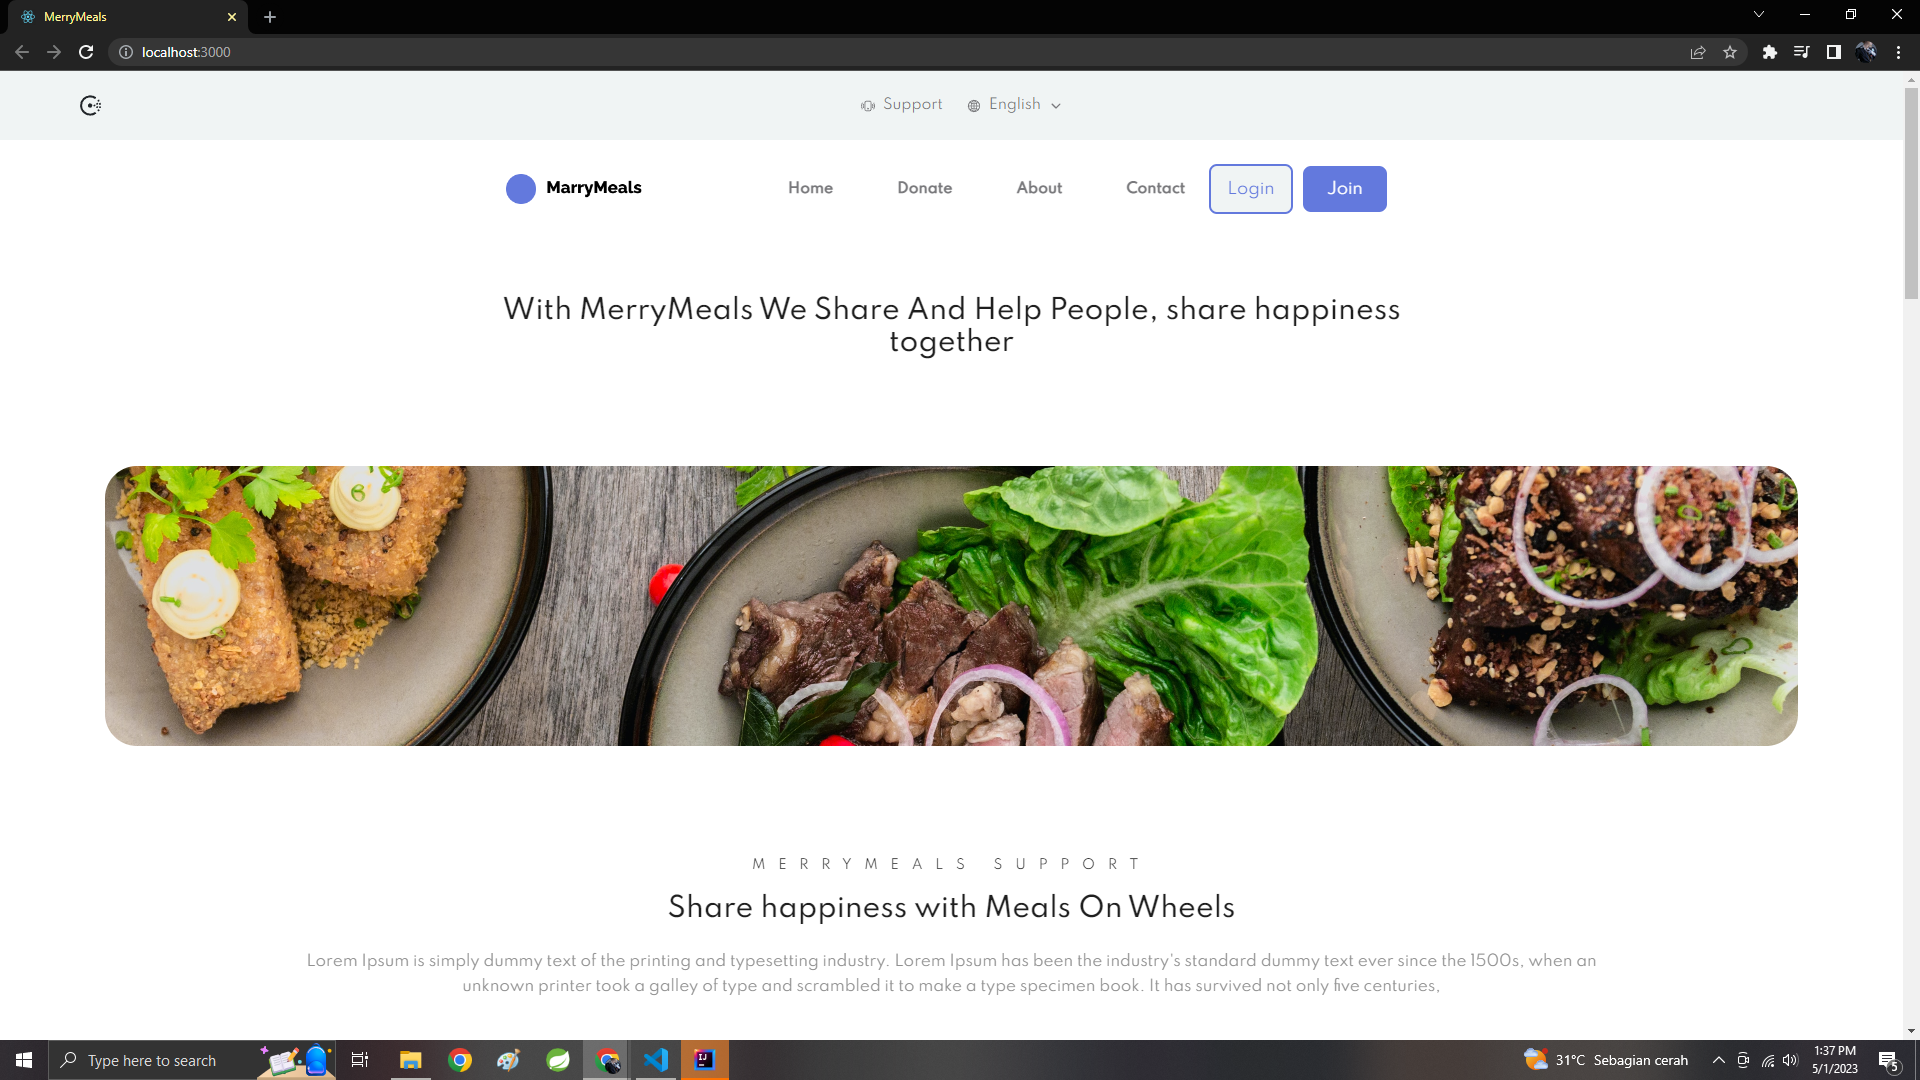 MerryMeals
localhost:3000
Support English
MarryMeals Home Donate About Contact Login Join
With MerryMeals We Share And Help People, share happiness
together
MERRYMEALS SUPPORT
Share happiness with Meals On Wheels
Lorem Ipsum is simply dummy text of the printing and typesetting industry. Lorem Ipsum has been the industry's standard dummy text ever since the 1500s, when an
unknown printer took a galley of type and scrambled it to make a type specimen book. It has survived not only five centuries,
Type here to search
31°C Sebagian cerah
1:37 PM
5/1/2023
5
IJ